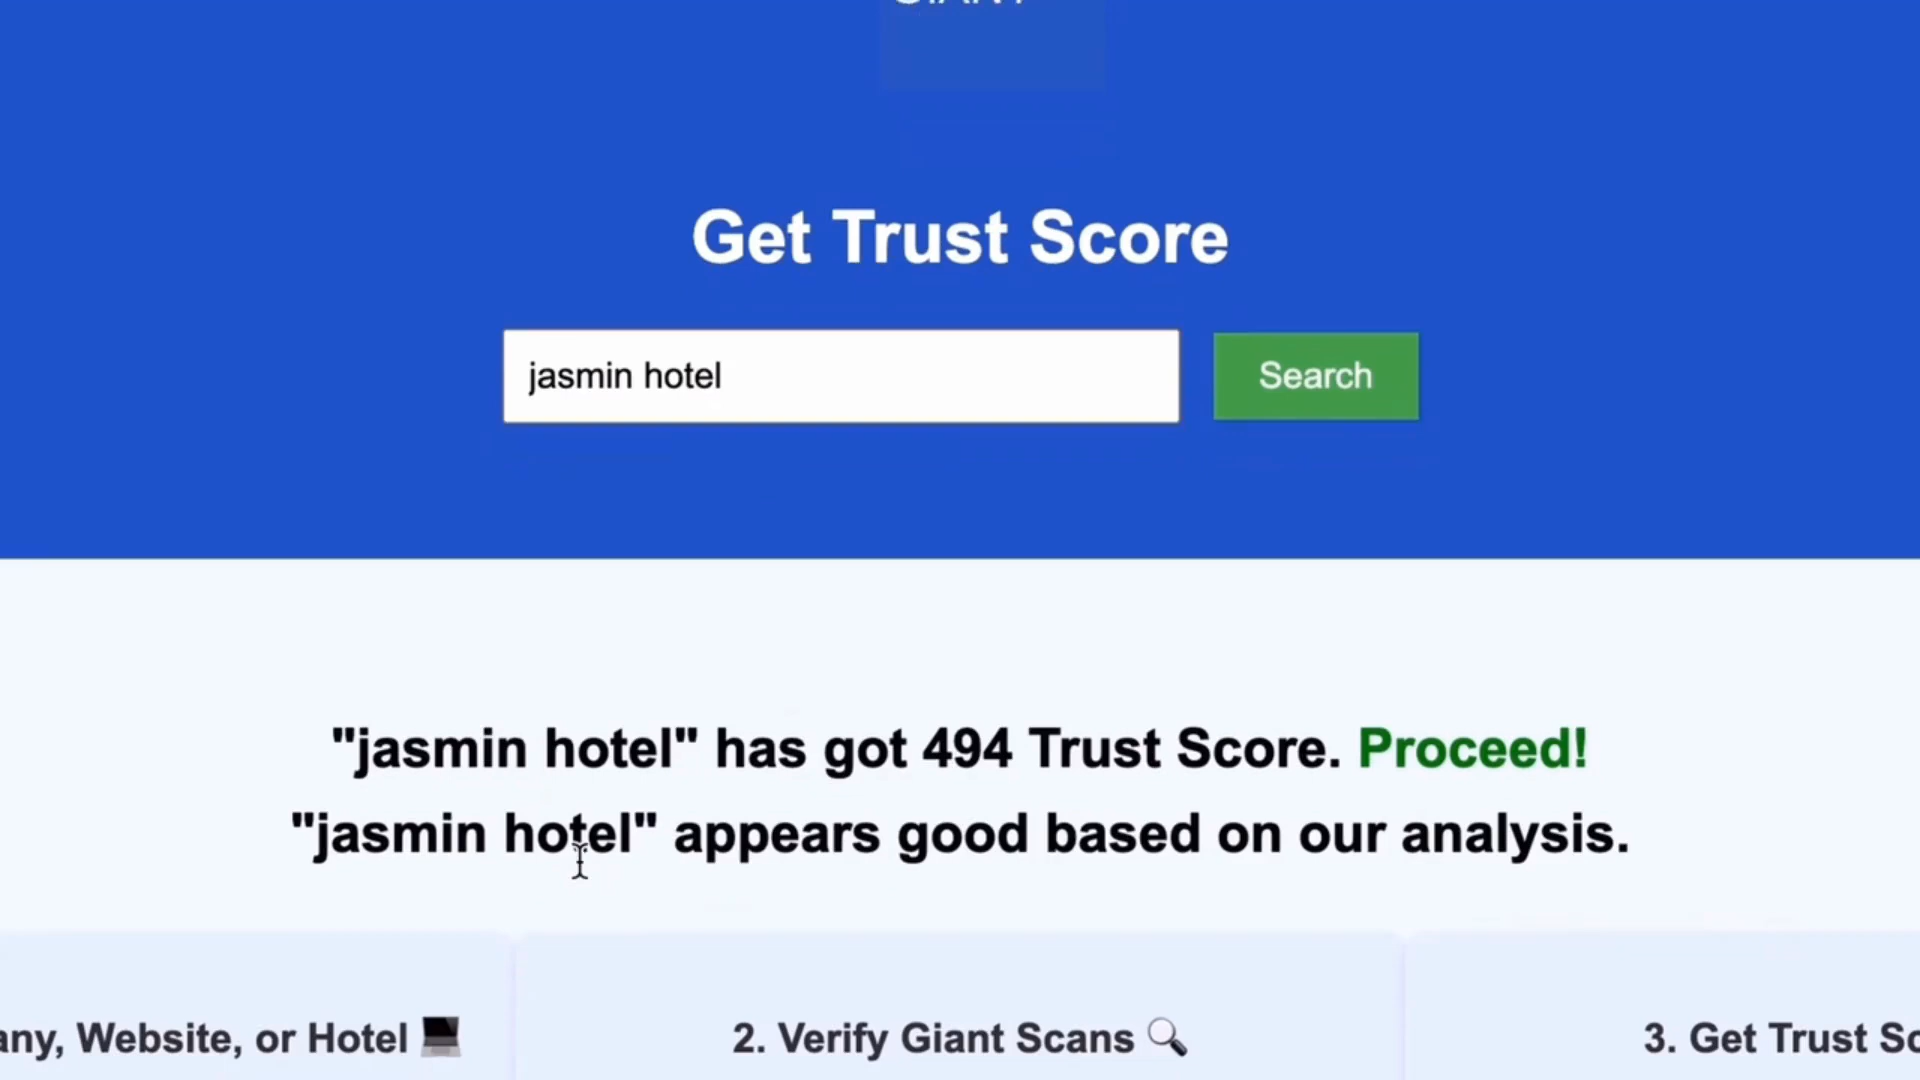 Get Trust Score
jasmin hotel
Search
"jasmin hotel" has got 494 Trust Score. Proceed!
"jasmin hotel" appears good based on our analysis.
any, Website, or Hotel 💻
2. Verify Giant Scans 🔍
3. Get Trust Sc